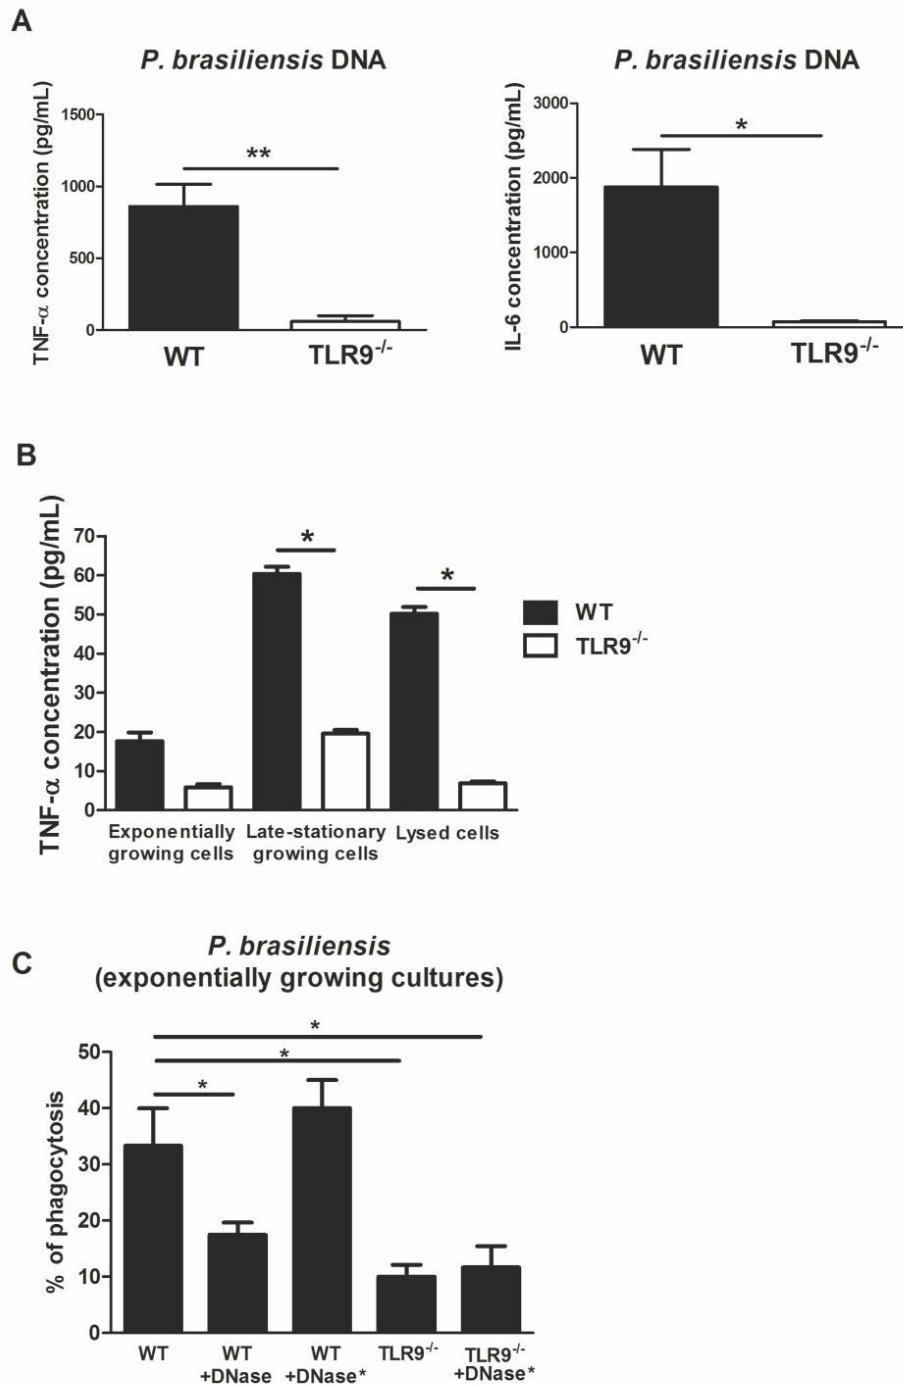 A
P. brasiliensis DNA
P. brasiliensis DNA
TNF-α concentration (pg/mL)
1500
1000
500
0
**
WT
TLR9-/-
IL-6 concentration (pg/mL)
3000
2000
1000
0
*
WT
TLR9-/-
B
TNF-α concentration (pg/mL)
70
60
50
40
30
20
10
0
*
*
WT
TLR9-/-
Exponentially
growing cells
Late-stationary
growing cells
Lysed cells
C
P. brasiliensis
(exponentially growing cultures)
% of phagocytosis
50
40
30
20
10
0
*
*
*
WT
WT
+DNase
WT
+DNase*
TLR9-/-
TLR9-/-
+DNase*